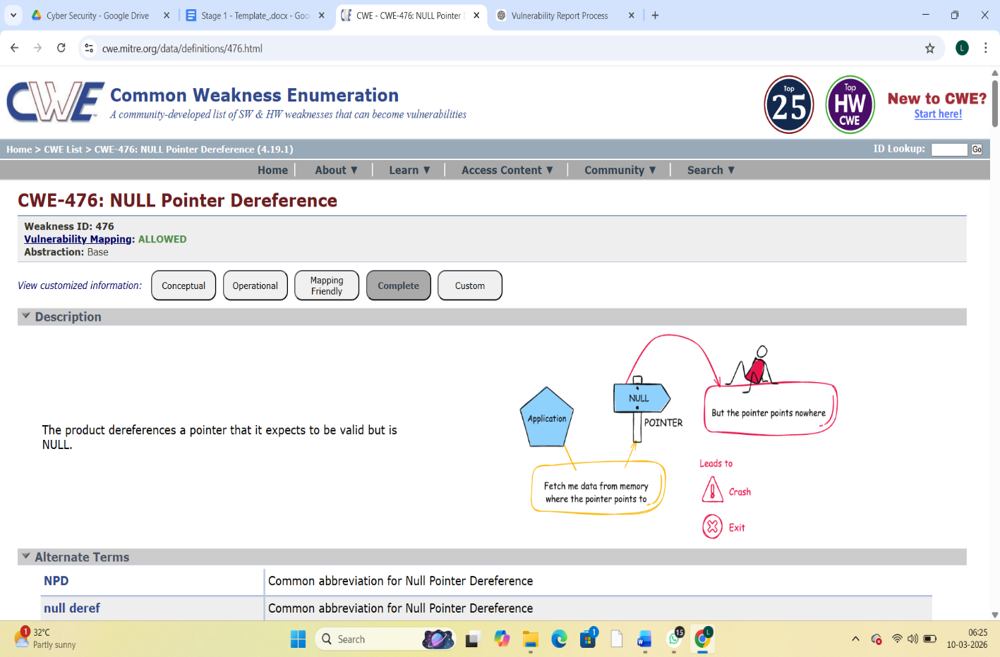 Cyber Security - Google Drive
Stage 1 - Template_.docx - Goo
CWE - CWE-476: NULL Pointer
Vulnerability Report Process
cwe.mitre.org/data/definitions/476.html
L
CWE
Common Weakness Enumeration
A community-developed list of SW & HW weaknesses that can become vulnerabilities
Top
25
Top
HW
CWE
New to CWE?
Start here!
Home > CWE List > CWE-476: NULL Pointer Dereference (4.19.1)
ID Lookup:
Go
Home
About ▼
Learn ▼
Access Content ▼
Community ▼
Search ▼
CWE-476: NULL Pointer Dereference
Weakness ID: 476
Vulnerability Mapping: ALLOWED
Abstraction: Base
View customized information:
Conceptual
Operational
Mapping
Friendly
Complete
Custom
Description
The product dereferences a pointer that it expects to be valid but is
NULL.
Application
NULL
POINTER
But the pointer points nowhere
Fetch me data from memory
where the pointer points to
Leads to
Crash
Exit
Alternate Terms
NPD
Common abbreviation for Null Pointer Dereference
null deref
Common abbreviation for Null Pointer Dereference
1
32°C
Partly sunny
Search
1
W
15
L
06:25
10-03-2026